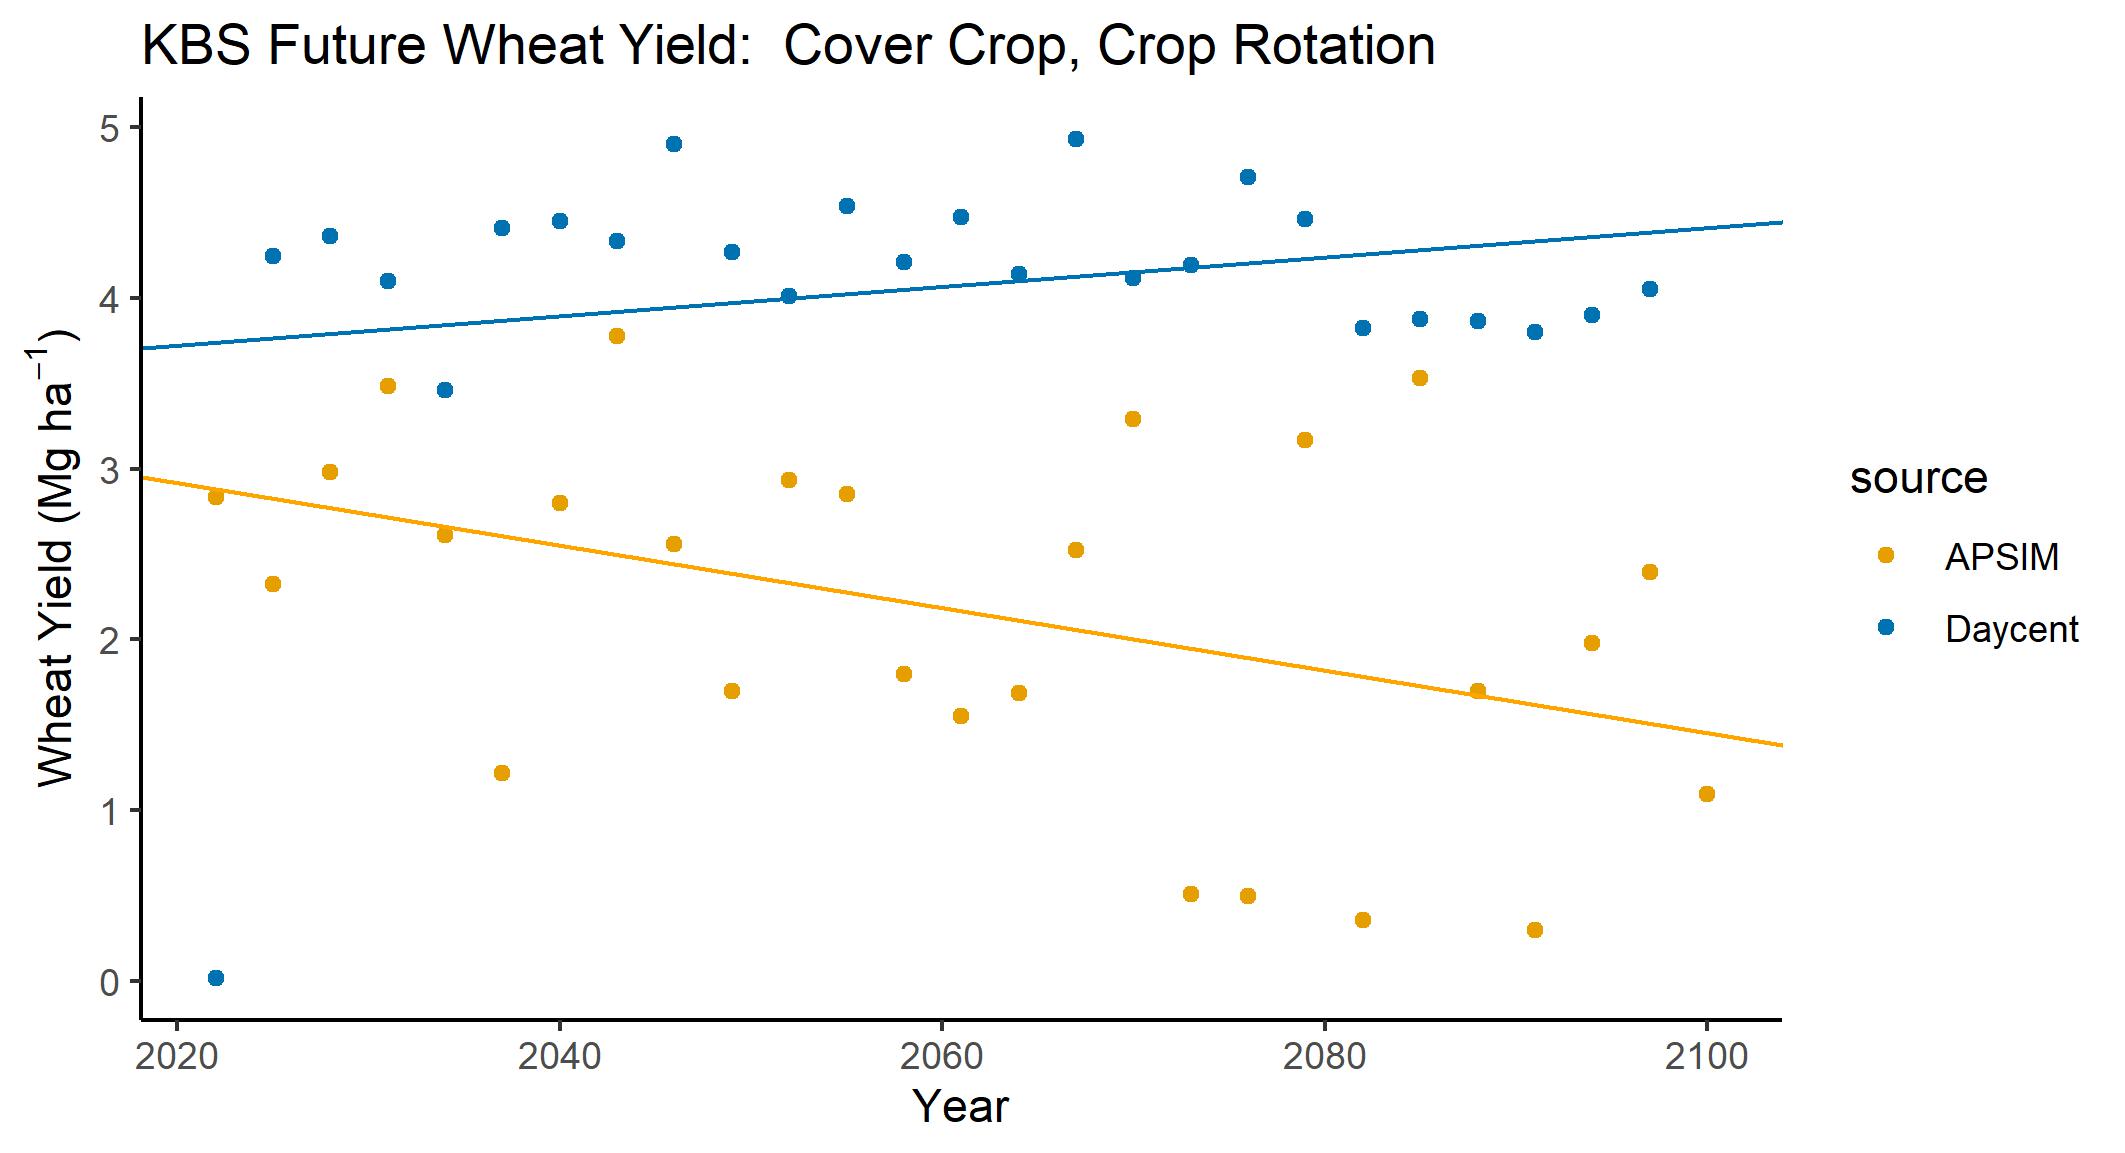 KBS Future Wheat Yield:  Cover Crop, Crop Rotation
Wheat Yield (Mg ha⁻¹)
5
4
3
2
1
0
2020 2040 2060 2080 2100
Year
source
APSIM
Daycent